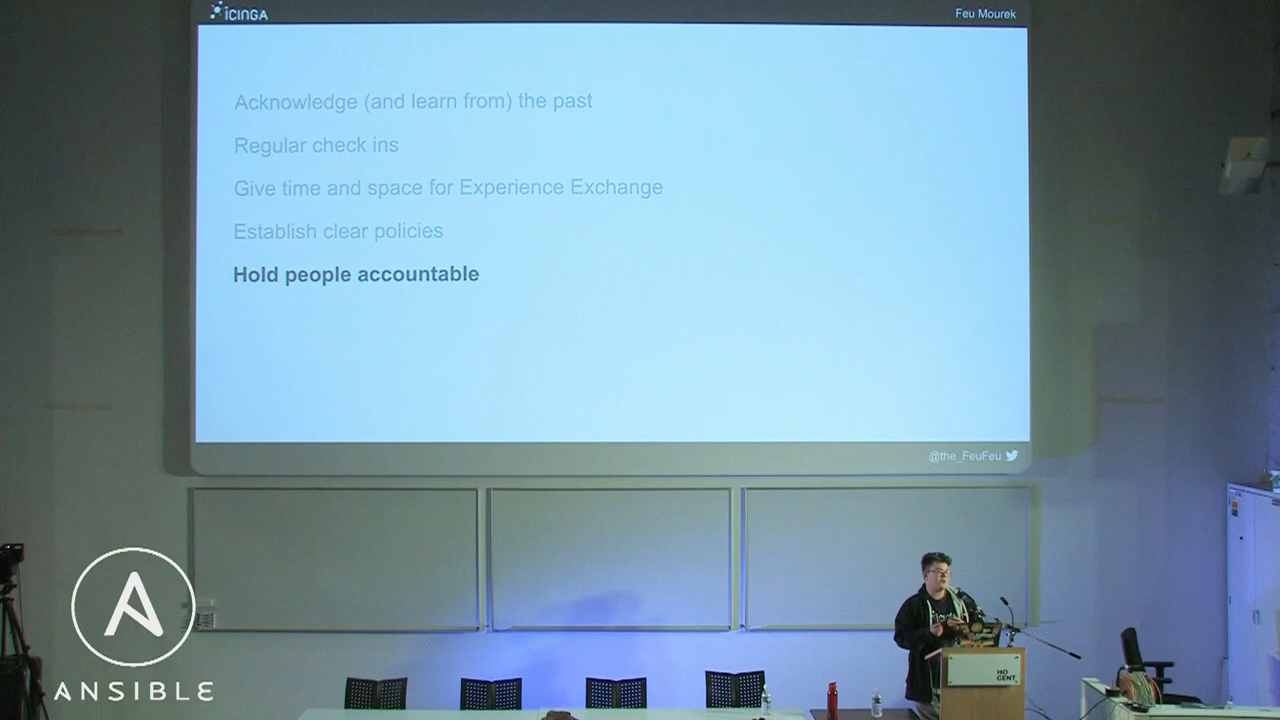 iCINGA
Feu Mourek
Acknowledge (and learn from) the past
Regular check ins
Give time and space for Experience Exchange
Establish clear policies
Hold people accountable
@the_FeuFeu
HO
GENT
ANSIBLE